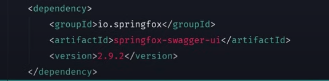 <dependency>
<groupId>io.springfox</groupId>
<artifactId>springfox-swagger-ui</artifactId>
<version>2.9.2</version>
</dependency>